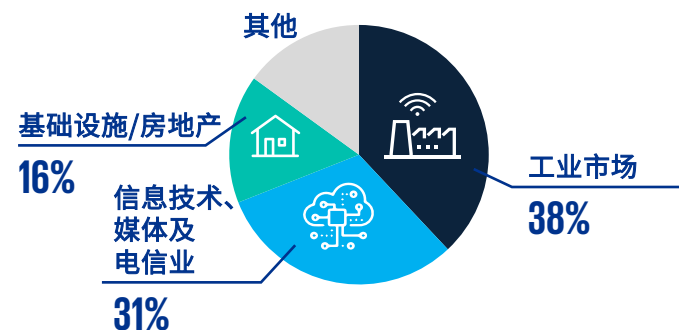 其他
基础设施/房地产
16%
工业市场
38%
信息技术、
媒体及
电信业
31%